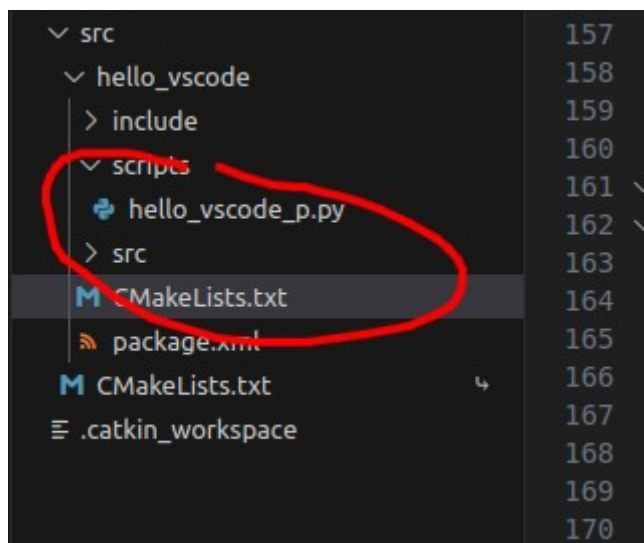 src
hello_vscode
include
scripts
hello_vscode_p.py
src
CMakeLists.txt
package.xml
CMakeLists.txt
.catkin_workspace
157
158
159
160
161
162
163
164
165
166
167
168
169
170